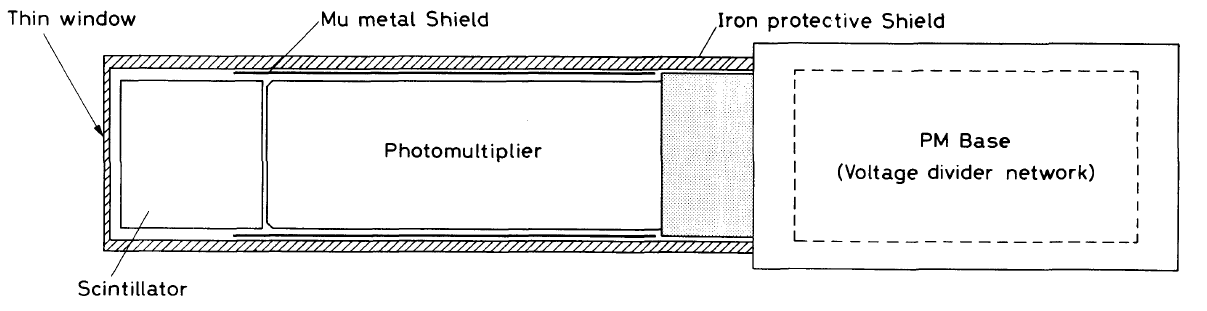 Thin window
Mu metal Shield
Iron protective Shield
Photomultiplier
PM Base
(Voltage divider network)
Scintillator